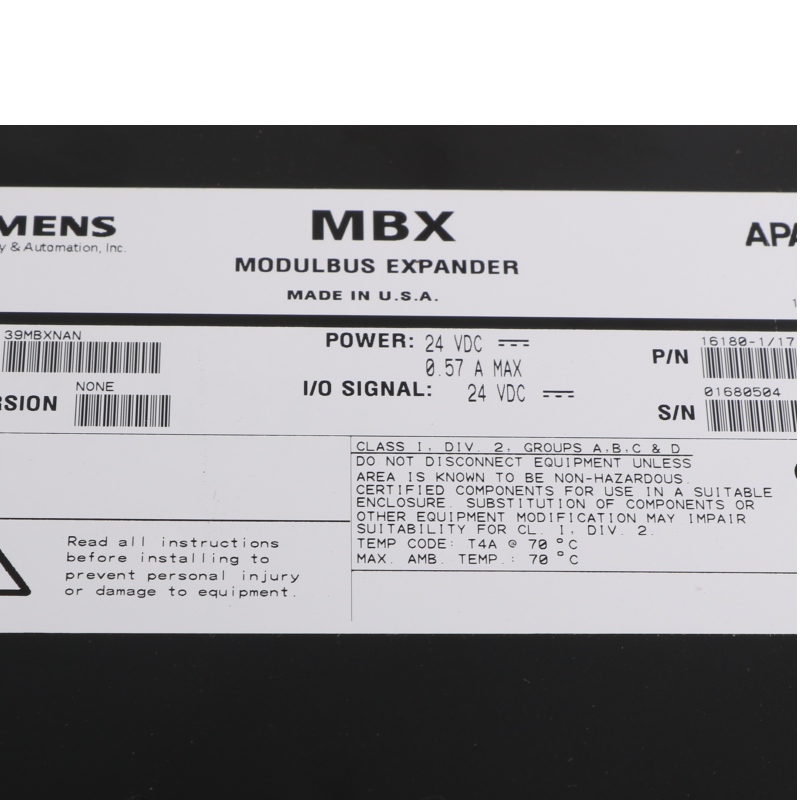 MENS
y & Automation, Inc.
MBX
MODULBUS EXPANDER
MADE IN U.S.A.
APA
39MBXNAN
RSION
NONE
POWER: 24 VDC
0.57 A MAX
I/O SIGNAL: 24 VDC
P/N 16180-1/17
S/N 01680504
CLASS I, DIV. 2, GROUPS A,B,C & D
DO NOT DISCONNECT EQUIPMENT UNLESS
AREA IS KNOWN TO BE NON-HAZARDOUS.
CERTIFIED COMPONENTS FOR USE IN A SUITABLE
ENCLOSURE. SUBSTITUTION OF COMPONENTS OR
OTHER EQUIPMENT MODIFICATION MAY IMPAIR
SUITABILITY FOR CL. I, DIV. 2.
TEMP CODE: T4A @ 70 °C
MAX. AMB. TEMP.: 70 °C
Read all instructions
before installing to
prevent personal injury
or damage to equipment.